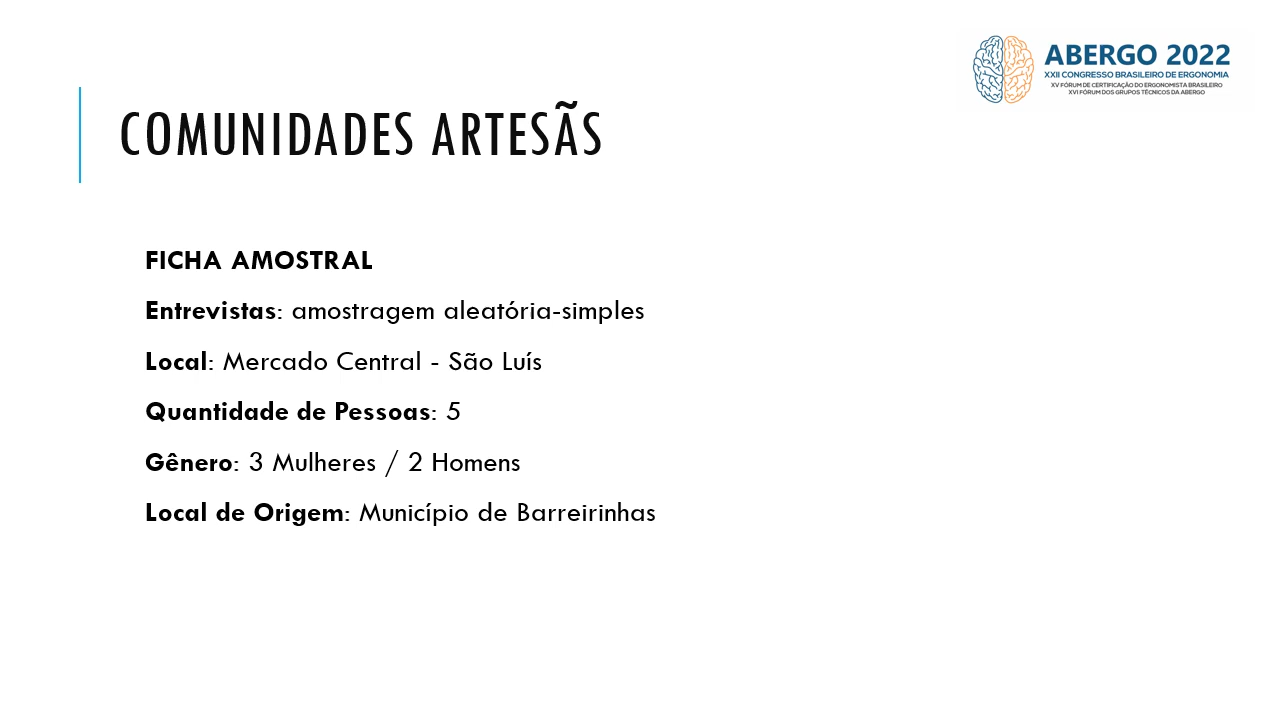 ABERGO 2022
XXII CONGRESSO BRASILEIRO DE ERGONOMIA
XV FÓRUM DE CERTIFICAÇÃO DO ERGONOMISTA BRASILEIRO
XVI FÓRUM DOS GRUPOS TÉCNICOS DA ABERGO
COMUNIDADES ARTESÃS
FICHA AMOSTRAL
Entrevistas: amostragem aleatória-simples
Local: Mercado Central - São Luís
Quantidade de Pessoas: 5
Gênero: 3 Mulheres / 2 Homens
Local de Origem: Município de Barreirinhas